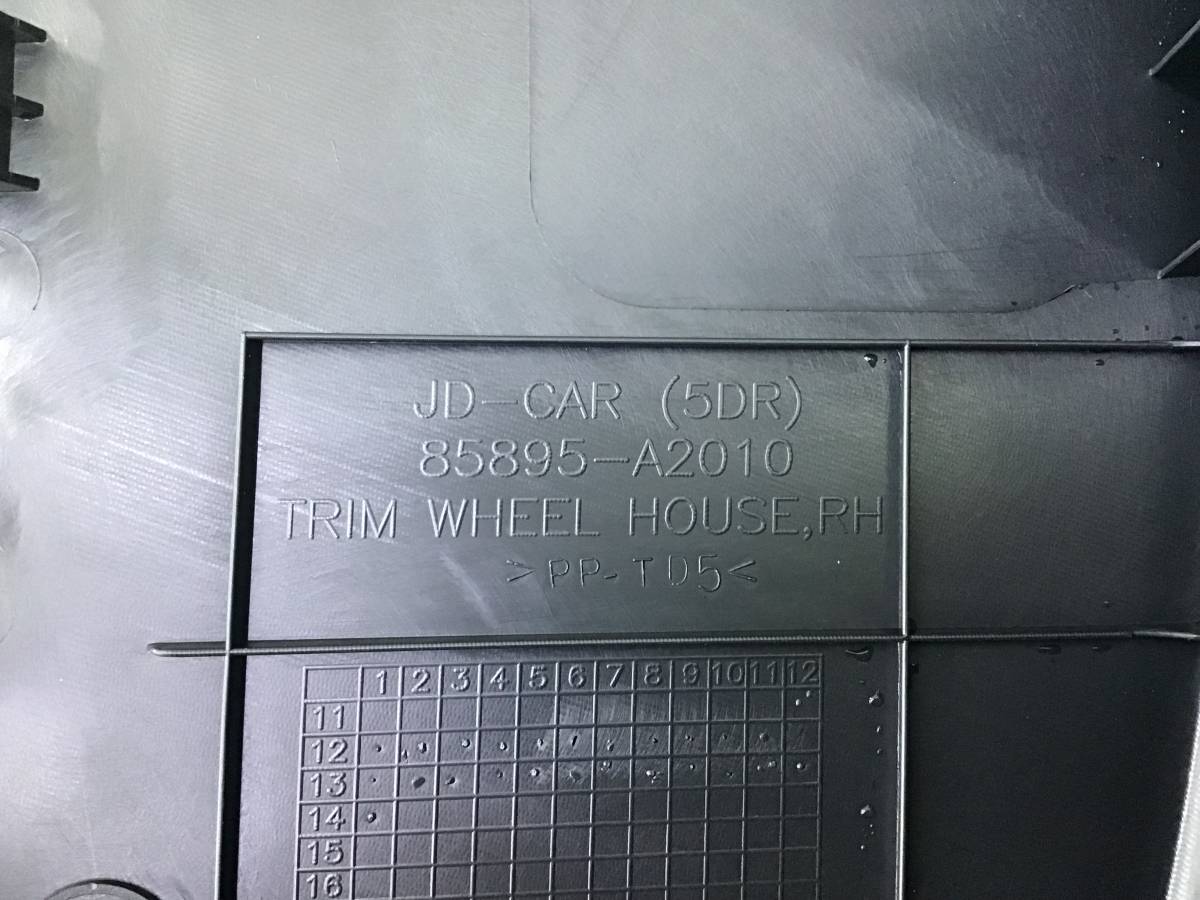 JD-CAR (5DR)
85895-A2010
TRIM WHEEL HOUSE,RH
>PP-TD5<
1 2 3 4 5 6 7 8 9 10 11 12
11
12
13
14
15
16